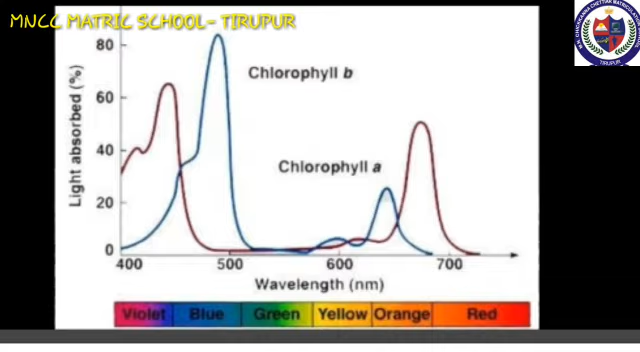 MNCC MATRIC SCHOOL- TIRUPUR
TIRUPUR
80
60
40
20
0
Light absorbed (%)
Chlorophyll b
Chlorophyll a
400 500 600 700
Wavelength (nm)
Violet Blue Green Yellow Orange Red